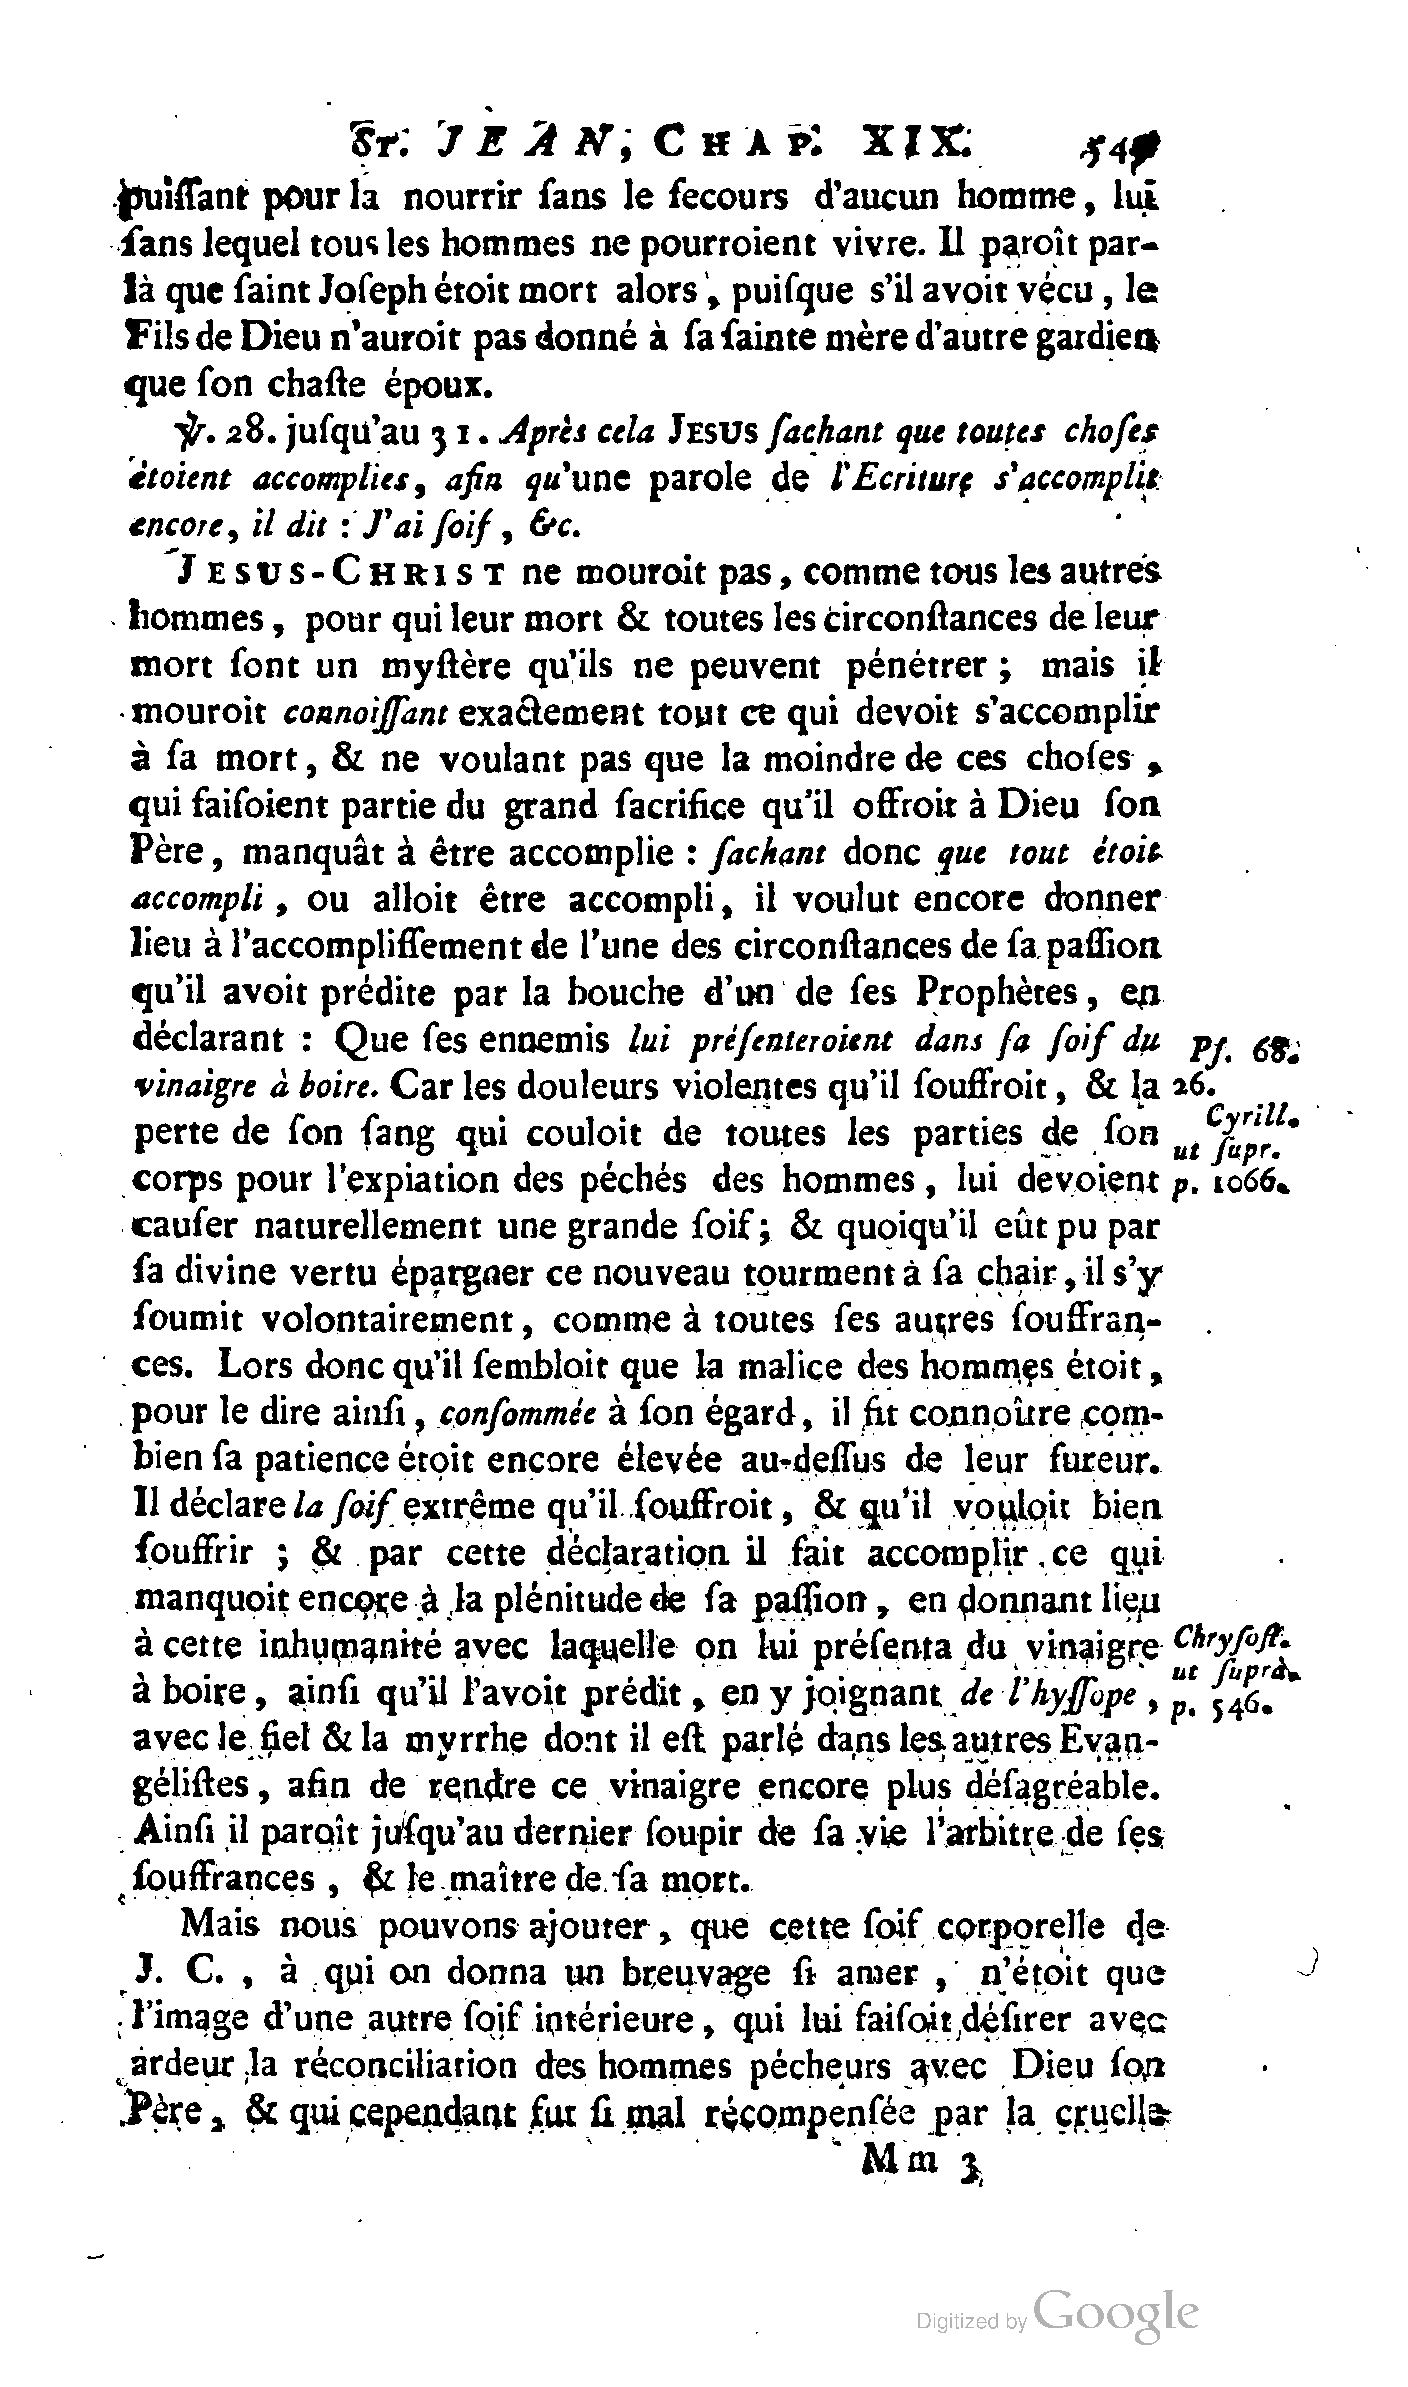 St. JEAN, CHAP. XIX. 549
puiſſant pour la nourrir ſans le ſecours d'aucun homme, lui
ſans lequel tous les hommes ne pourroient vivre. Il paroît par-
là que ſaint Joſeph étoit mort alors, puiſque s'il avoit vécu, le
Fils de Dieu n'auroit pas donné à ſa ſainte mère d'autre gardien
que ſon chaſte époux.
℣. 28. juſqu'au 31. Après cela JESUS ſachant que toutes choſes
étoient accomplies, afin qu'une parole de l'Ecriture s'accomplît
encore, il dit : J'ai ſoif, &c.
JESUS-CHRIST ne mouroit pas, comme tous les autres
hommes, pour qui leur mort & toutes les circonſtances de leur
mort ſont un myſtère qu'ils ne peuvent pénétrer ; mais il
mouroit connoiſſant exactement tout ce qui devoit s'accomplir
à ſa mort, & ne voulant pas que la moindre de ces choſes,
qui faiſoient partie du grand ſacrifice qu'il offroit à Dieu ſon
Père, manquât à être accomplie : ſachant donc que tout étoit
accompli, ou alloit être accompli, il voulut encore donner
lieu à l'accompliſſement de l'une des circonſtances de ſa paſſion
qu'il avoit prédite par la bouche d'un de ſes Prophètes, en
déclarant : Que ſes ennemis lui préſenteroient dans ſa ſoif du
vinaigre à boire. Car les douleurs violentes qu'il ſouffroit, & la
perte de ſon ſang qui couloit de toutes les parties de ſon
corps pour l'expiation des péchés des hommes, lui devoient
cauſer naturellement une grande ſoif; & quoiqu'il eût pu par
ſa divine vertu épargner ce nouveau tourment à ſa chair, il s'y
ſoumit volontairement, comme à toutes ſes autres ſouffran-
ces. Lors donc qu'il ſembloit que la malice des hommes étoit,
pour le dire ainſi, conſommée à ſon égard, il fit connoître com-
bien ſa patience étoit encore élevée au-deſſus de leur fureur.
Il déclare la ſoif extrême qu'il ſouffroit, & qu'il vouloit bien
ſouffrir ; & par cette déclaration il fait accomplir ce qui
manquoit encore à la plénitude de ſa paſſion, en donnant lieu
à cette inhumanité avec laquelle on lui préſenta du vinaigre
à boire, ainſi qu'il l'avoit prédit, en y joignant de l'hyſſope,
avec le fiel & la myrrhe dont il eſt parlé dans les autres Evan-
géliſtes, afin de rendre ce vinaigre encore plus déſagréable.
Ainſi il paroît juſqu'au dernier ſoupir de ſa vie l'arbitre de ſes
ſouffrances, & le maître de ſa mort.
Mais nous pouvons ajouter, que cette ſoif corporelle de
J. C., à qui on donna un breuvage ſi amer, n'étoit que
l'image d'une autre ſoif intérieure, qui lui faiſoit déſirer avec
ardeur la réconciliation des hommes pécheurs avec Dieu ſon
Père, & qui cependant fut ſi mal récompenſée par la cruelle
Mm 3
Pſ. 68.
26.
Cyrill.
ut ſupr.
p. 1066.
Chryſoſt.
ut ſuprà.
p. 546.
Digitized by Google